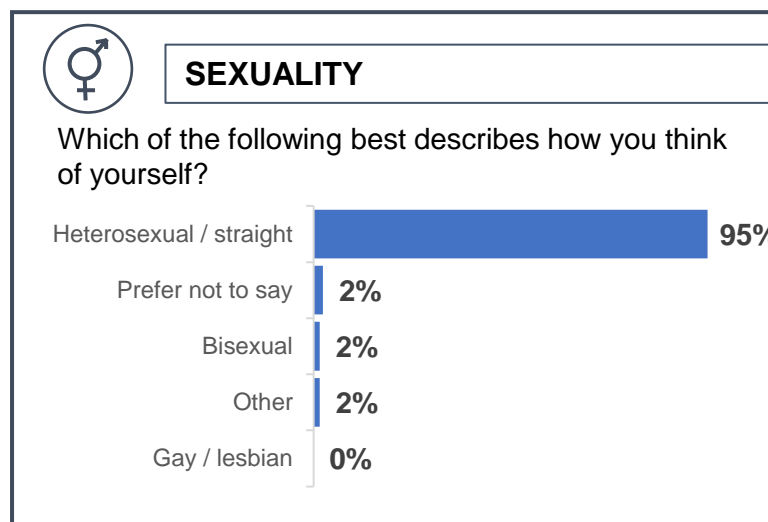 SEXUALITY
Which of the following best describes how you think
of yourself?
Heterosexual / straight 95%
Prefer not to say 2%
Bisexual 2%
Other 2%
Gay / lesbian 0%